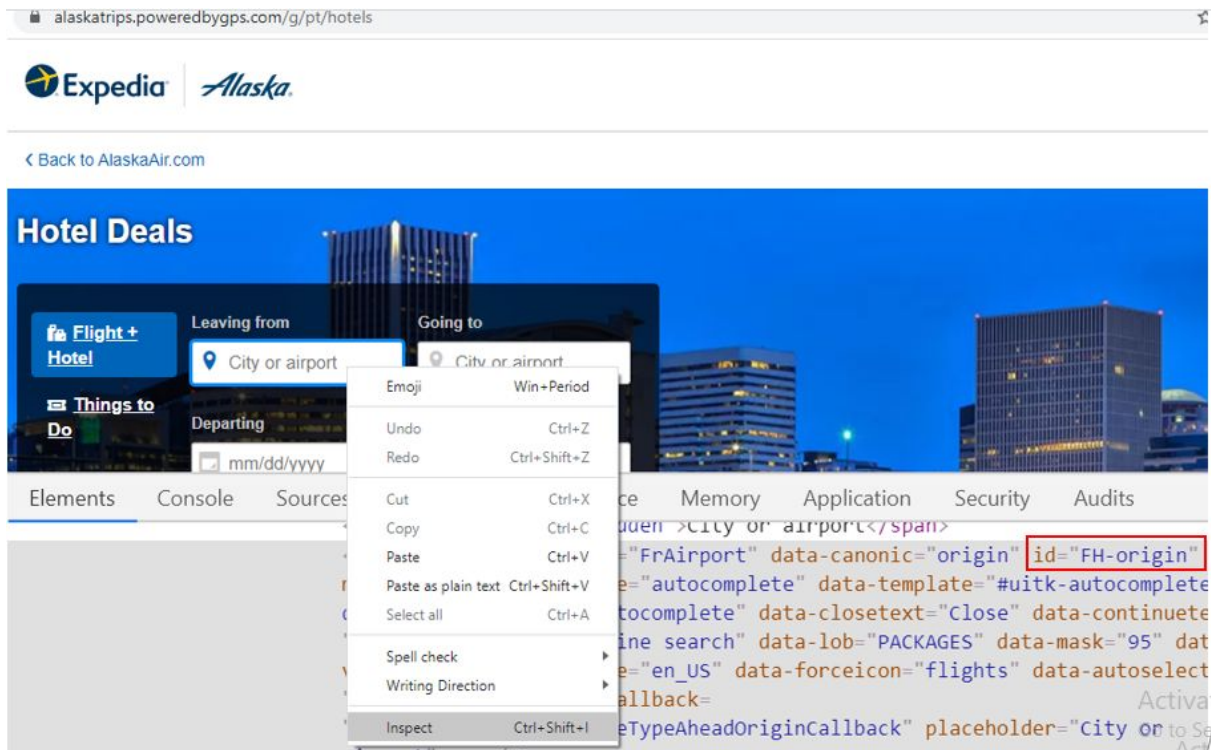 alaskatrips.poweredbygps.com/g/pt/hotels
Expedia Alaska
Back to AlaskaAir.com
Hotel Deals
Flight +
Hotel
Things to
Do
Leaving from
City or airport
Going to
City or airport
Departing
mm/dd/yyyy
Emoji Win+Period
Undo Ctrl+Z
Redo Ctrl+Shift+Z
Cut Ctrl+X
Copy Ctrl+C
Paste Ctrl+V
Paste as plain text Ctrl+Shift+V
Select all Ctrl+A
Spell check
Writing Direction
Inspect Ctrl+Shift+I
Elements Console Sources ce Memory Application Security Audits
dden">City or airport</span>
="FrAirport" data-canonic="origin" id="FH-origin"
e="autocomplete" data-template="#uitk-autocomplete
tocomplete" data-closetext="Close" data-continuete
ine search" data-lob="PACKAGES" data-mask="95" dat
e="en_US" data-forceicon="flights" data-autoselect
allback=
eTypeAheadOriginCallback" placeholder="City or
Activa
to Se